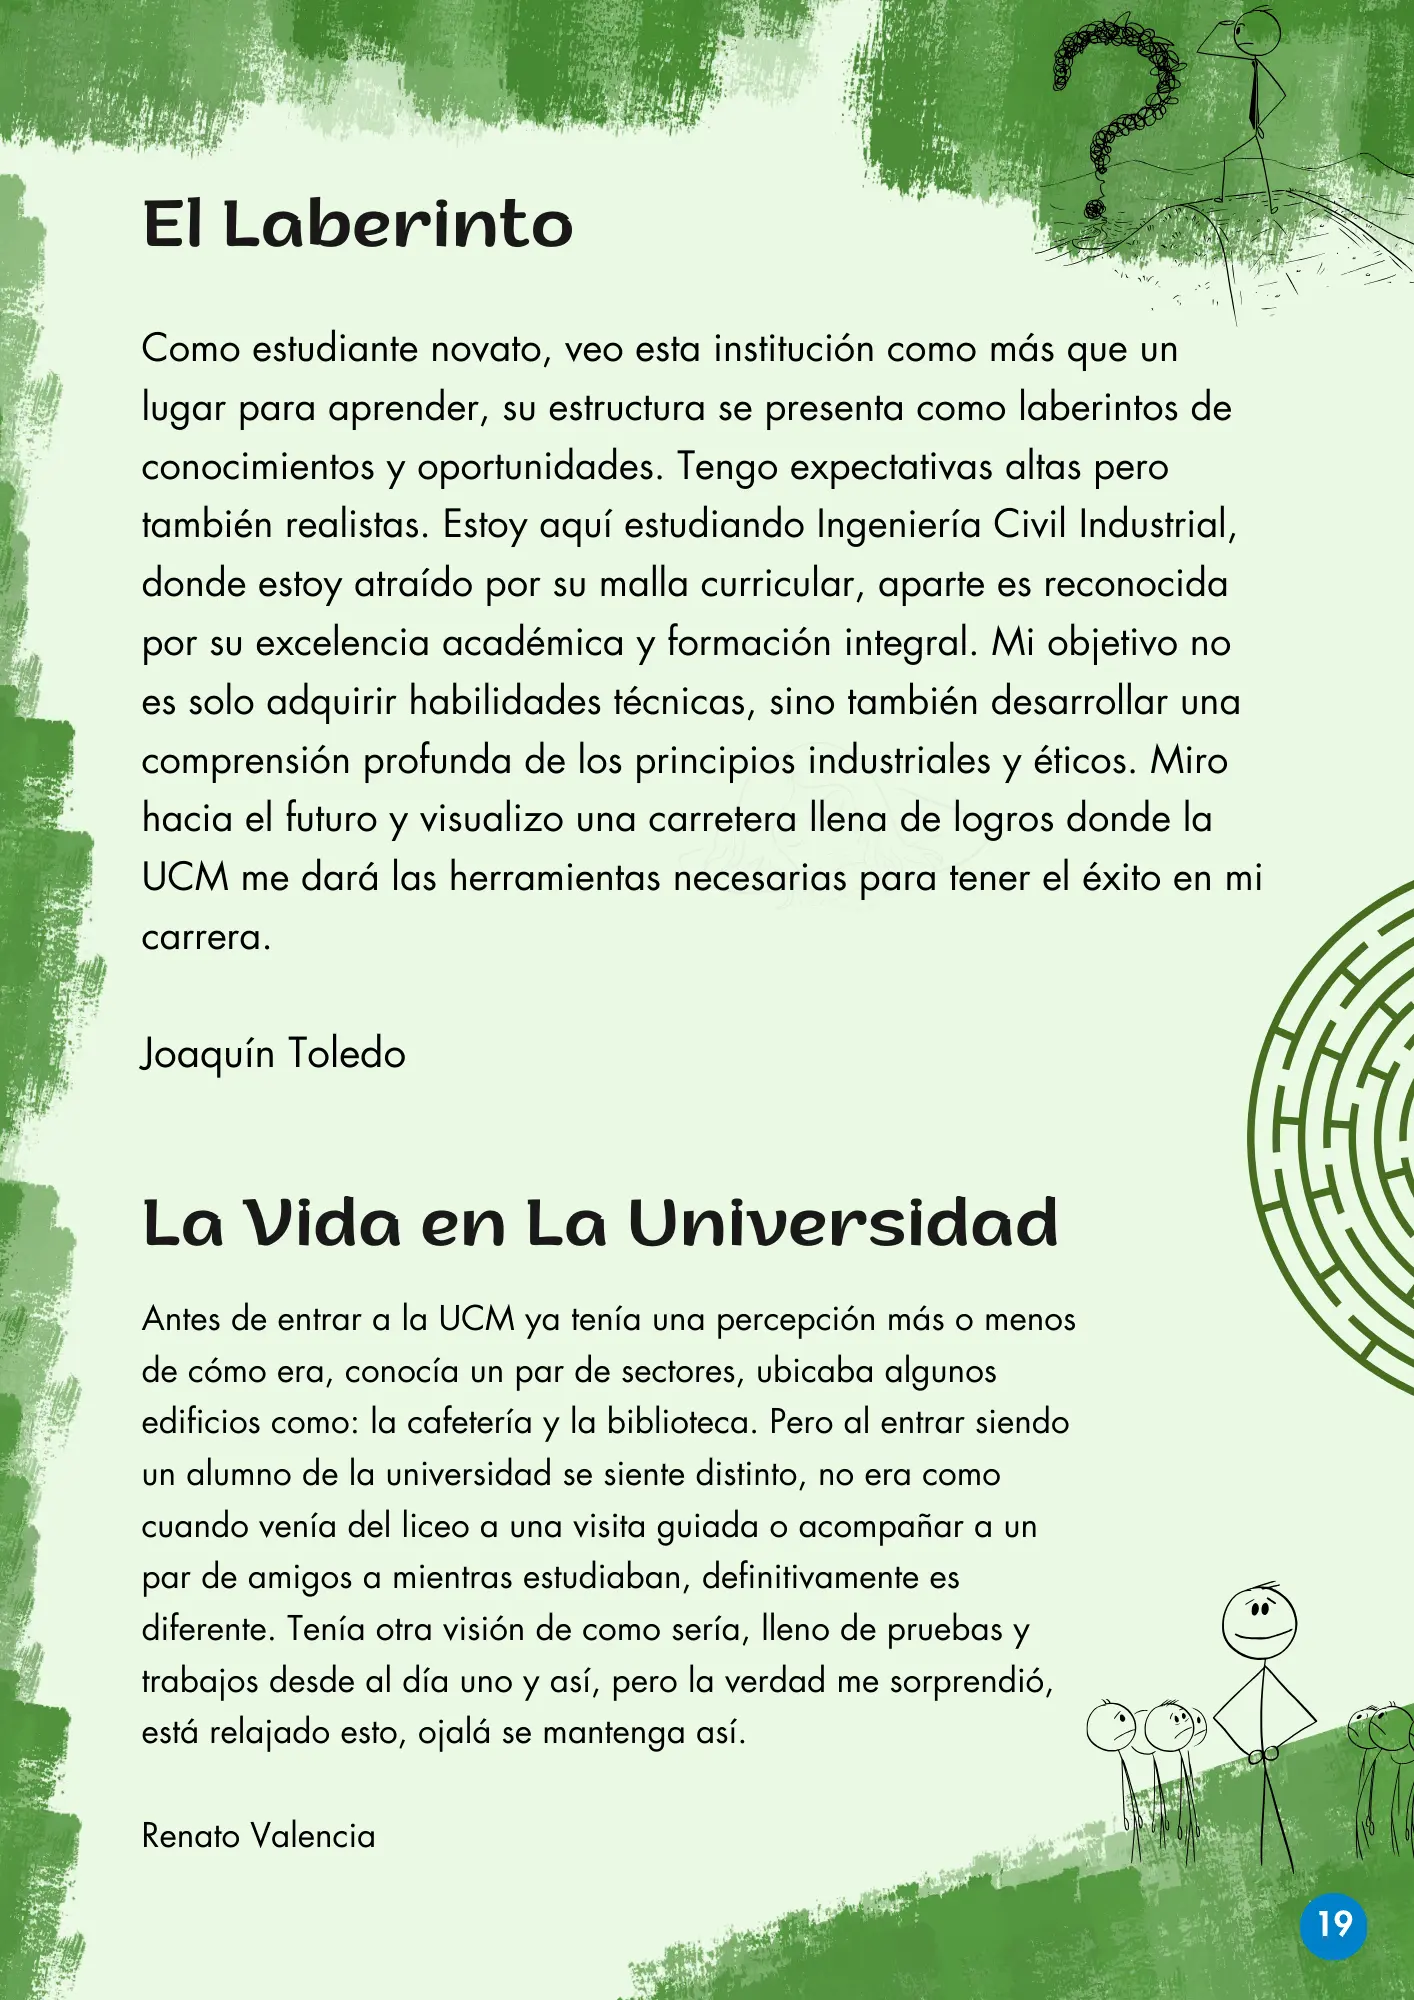 El Laberinto
Como estudiante novato, veo esta institución como más que un
lugar para aprender, su estructura se presenta como laberintos de
conocimientos y oportunidades. Tengo expectativas altas pero
también realistas. Estoy aquí estudiando Ingeniería Civil Industrial,
donde estoy atraído por su malla curricular, aparte es reconocida
por su excelencia académica y formación integral. Mi objetivo no
es solo adquirir habilidades técnicas, sino también desarrollar una
comprensión profunda de los principios industriales y éticos. Miro
hacia el futuro y visualizo una carretera llena de logros donde la
UCM me dará las herramientas necesarias para tener el éxito en mi
carrera.
Joaquín Toledo
La Vida en La Universidad
Antes de entrar a la UCM ya tenía una percepción más o menos
de cómo era, conocía un par de sectores, ubicaba algunos
edificios como: la cafetería y la biblioteca. Pero al entrar siendo
un alumno de la universidad se siente distinto, no era como
cuando venía del liceo a una visita guiada o acompañar a un
par de amigos a mientras estudiaban, definitivamente es
diferente. Tenía otra visión de como sería, lleno de pruebas y
trabajos desde al día uno y así, pero la verdad me sorprendió,
está relajado esto, ojalá se mantenga así.
Renato Valencia
19